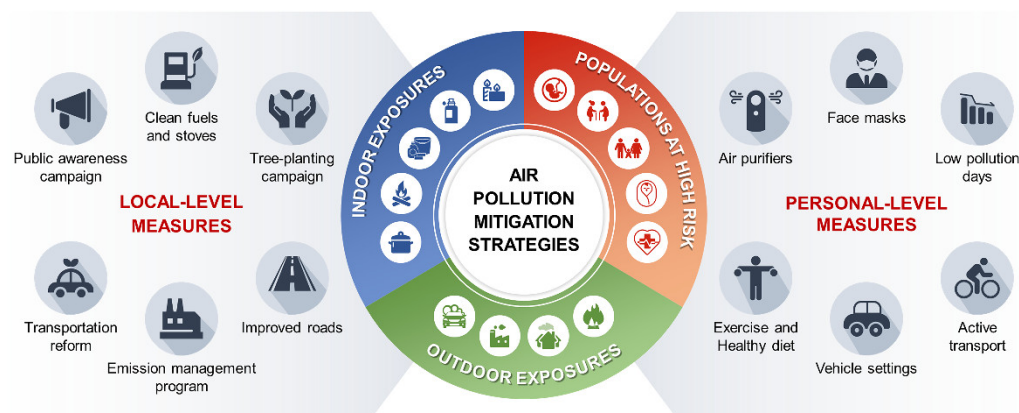 Public awareness
campaign
Clean fuels
and stoves
Tree-planting
campaign
LOCAL-LEVEL
MEASURES
Transportation
reform
Emission management
program
Improved roads
INDOOR EXPOSURES
POPULATIONS AT HIGH RISK
OUTDOOR EXPOSURES
AIR
POLLUTION
MITIGATION
STRATEGIES
Air purifiers
Face masks
Low pollution
days
PERSONAL-LEVEL
MEASURES
Exercise and
Healthy diet
Vehicle settings
Active
transport